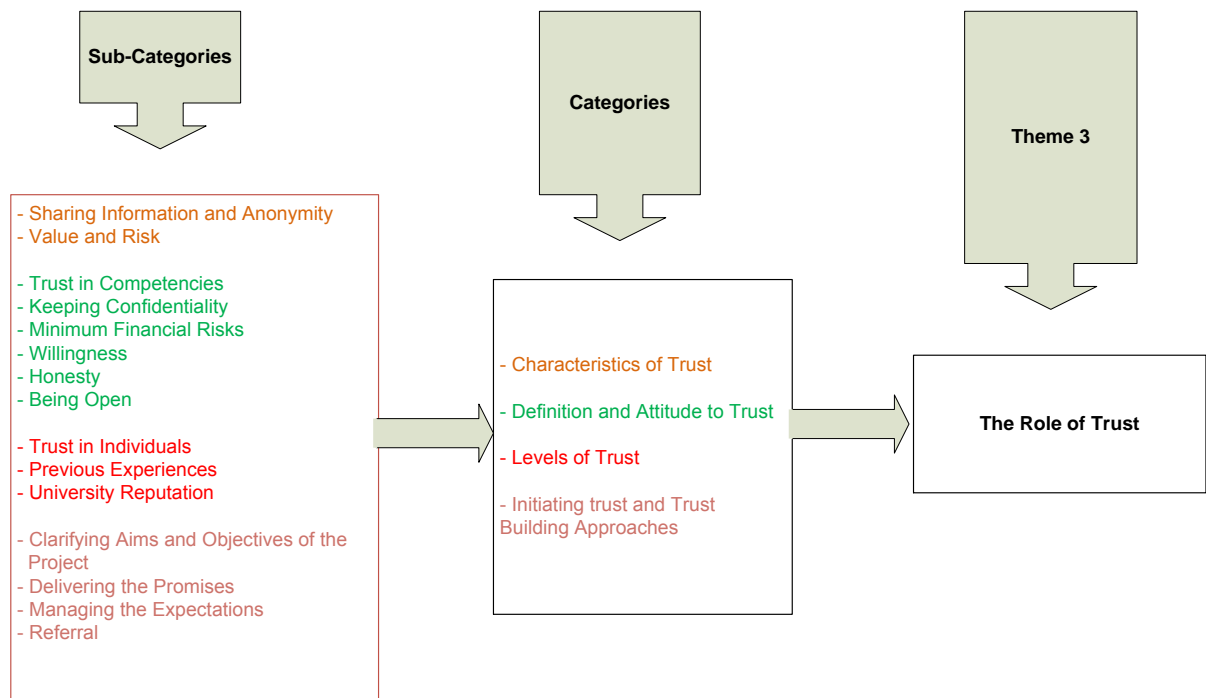 Sub-Categories
Categories
Theme 3
- Sharing Information and Anonymity
- Value and Risk
- Trust in Competencies
- Keeping Confidentiality
- Minimum Financial Risks
- Willingness
- Honesty
- Being Open
- Trust in Individuals
- Previous Experiences
- University Reputation
- Clarifying Aims and Objectives of the
Project
- Delivering the Promises
- Managing the Expectations
- Referral
- Characteristics of Trust
- Definition and Attitude to Trust
- Levels of Trust
- Initiating trust and Trust
Building Approaches
The Role of Trust